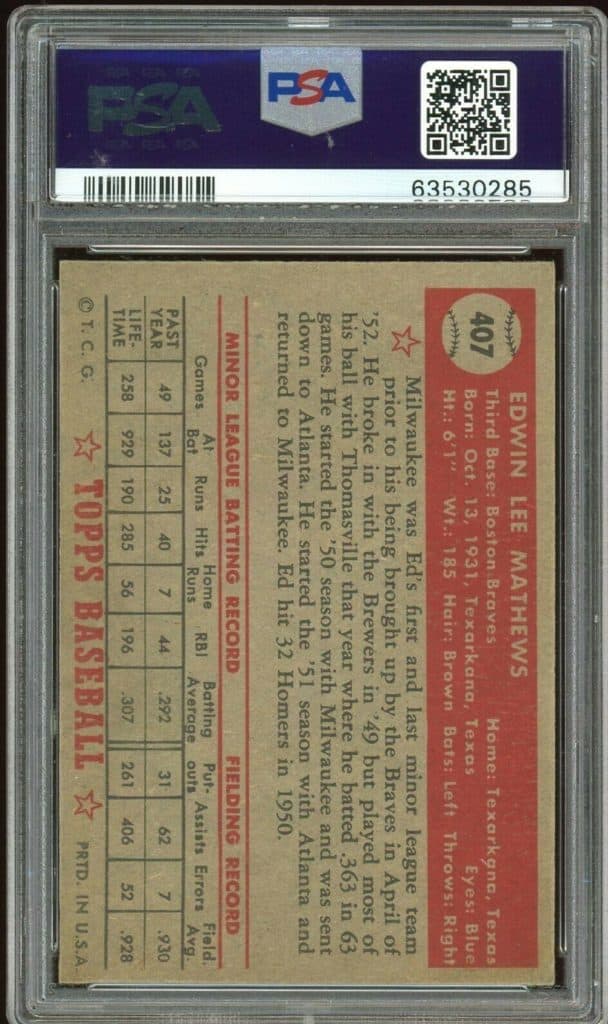 PSA
PSA
63530285
407
EDWIN LEE MATHEWS
Third Base: Boston Braves Home: Texarkana, Texas
Born: Oct. 13, 1931, Texarkana, Texas Eyes: Blue
Ht.: 6'1" Wt.: 185 Hair: Brown Bats: Left Throws: Right
Milwaukee was Ed's first and last minor league team
prior to his being brought up by the Braves in April of
'52. He broke in with the Brewers in '49 but played most of
his ball with Thomasville that year where he batted .363 in 63
games. He started the '50 season with Milwaukee and was sent
down to Atlanta. He started the '51 season with Atlanta and
returned to Milwaukee. Ed hit 32 Homers in 1950.
MINOR LEAGUE BATTING RECORD FIELDING RECORD
Games At Bat Runs Hits Home Runs RBI Batting Average Put-outs Assists Errors Field. Avg.
PAST YEAR 49 137 25 40 7 44 .292 31 62 7 .930
LIFE-TIME 258 929 190 285 56 196 .307 261 406 52 .928
© T. C. G. TOPPS BASEBALL PRTD. IN U.S.A.